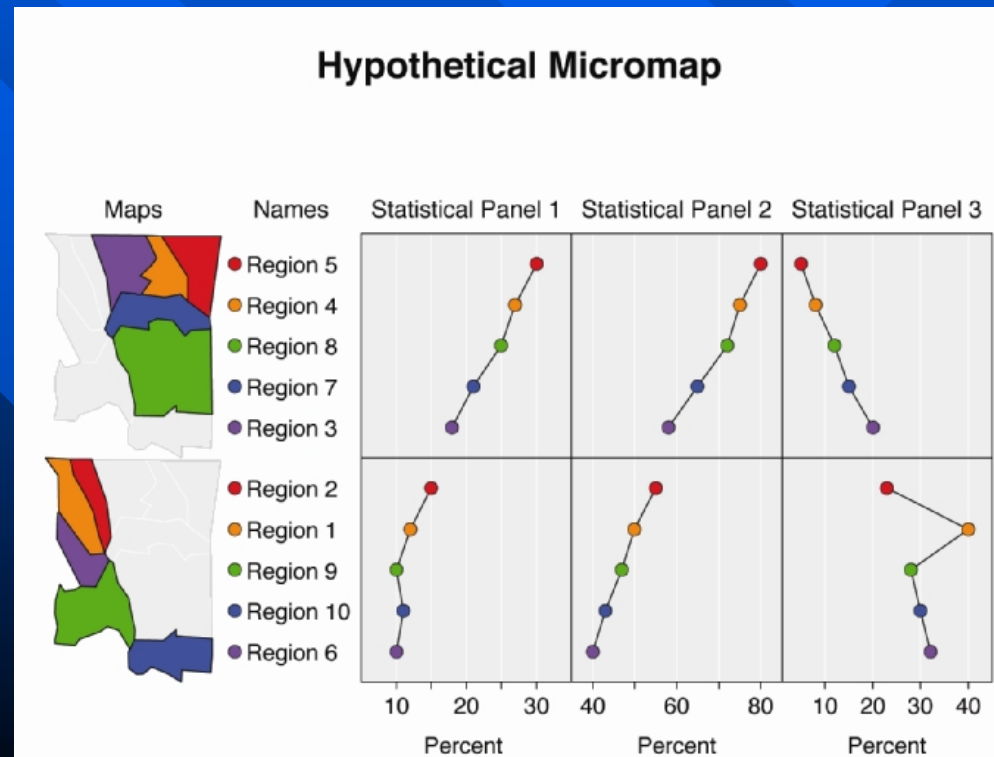 Hypothetical Micromap
Maps Names Statistical Panel 1 Statistical Panel 2 Statistical Panel 3
Region 5
Region 4
Region 8
Region 7
Region 3
Region 2
Region 1
Region 9
Region 10
Region 6
10 20 30 40 60 80 10 20 30 40
Percent Percent Percent